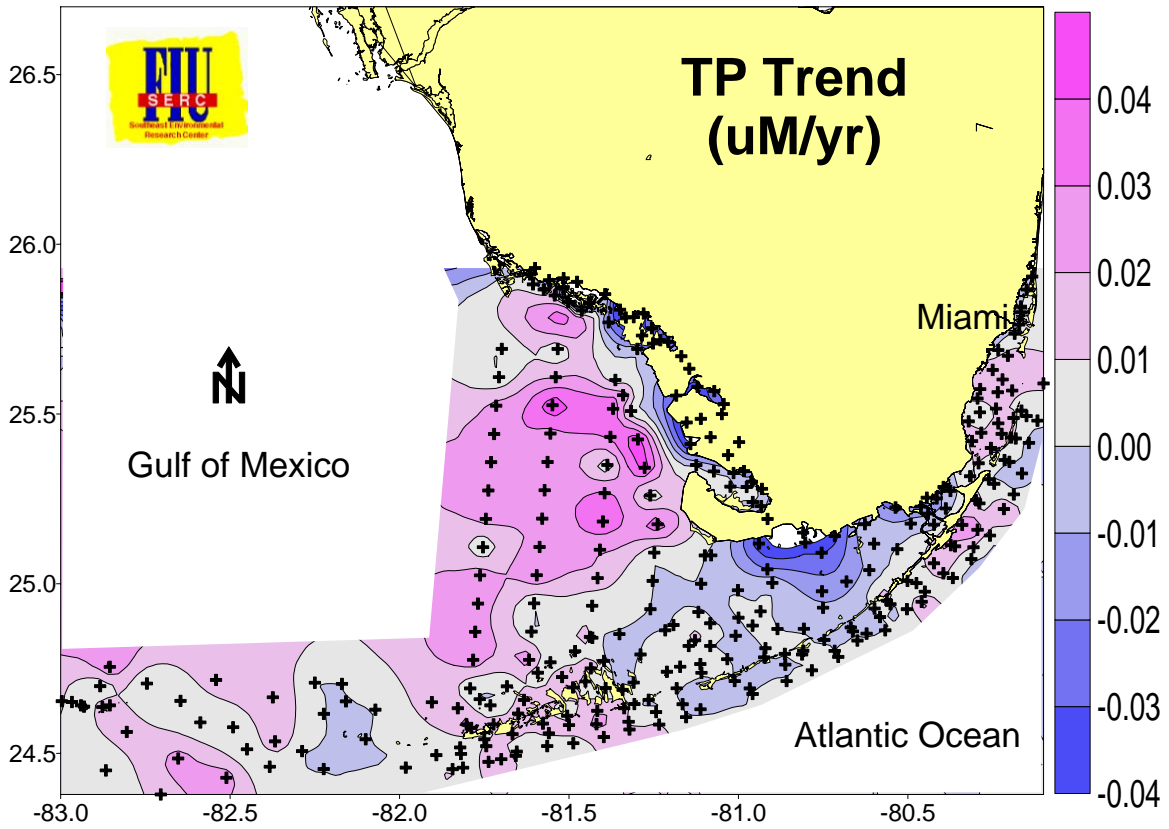 FIU
SERC
Southeast Environmental
Research Center
TP Trend
(uM/yr)
Miami
N
Gulf of Mexico
Atlantic Ocean
26.5
26.0
25.5
25.0
24.5
-83.0 -82.5 -82.0 -81.5 -81.0 -80.5
0.04
0.03
0.02
0.01
0.00
-0.01
-0.02
-0.03
-0.04